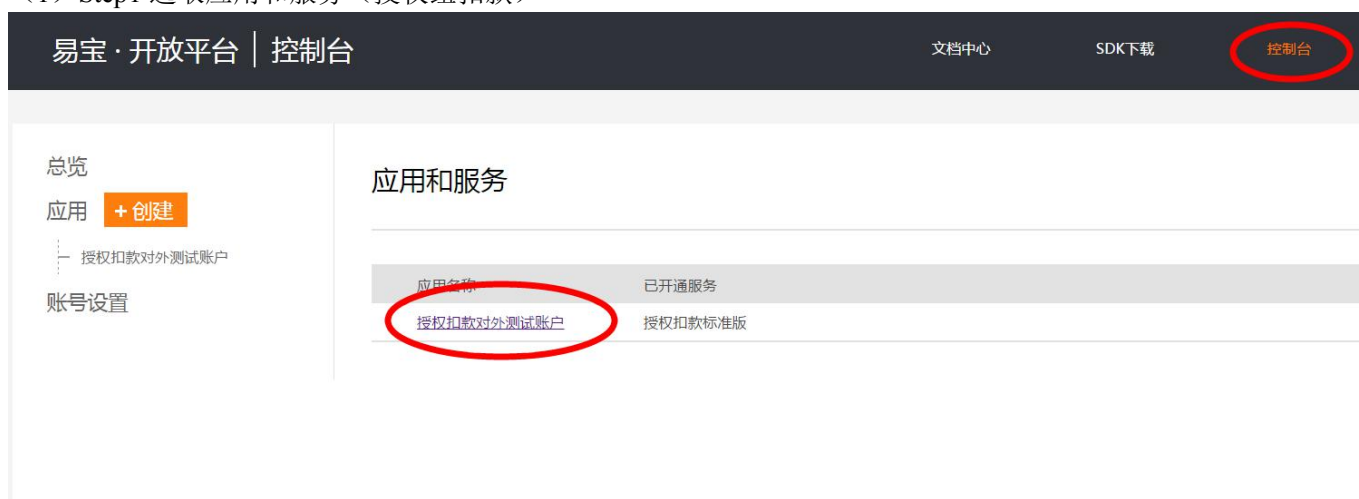 易宝·开放平台 | 控制台
文档中心
SDK下载
控制台
总览
应用
+创建
授权扣款对外测试账户
账号设置
应用和服务
应用名称
已开通服务
授权扣款对外测试账户
授权扣款标准版